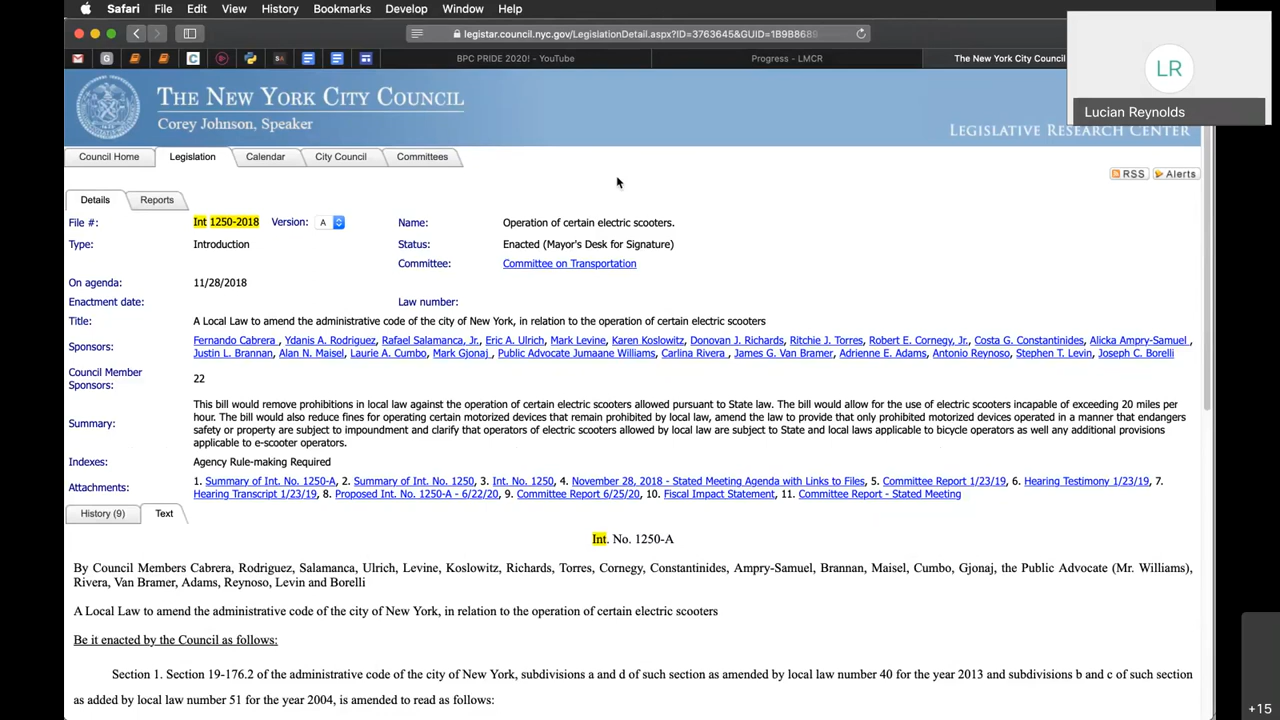 Safari File Edit View History Bookmarks Develop Window Help
legistar.council.nyc.gov/LegislationDetail.aspx?ID=3763645&GUID=1B9B8689
BPC PRIDE 2020! - YouTube
Progress - LMCR
The New York City Council
LR
Lucian Reynolds
THE NEW YORK CITY COUNCIL
Corey Johnson, Speaker
LEGISLATIVE RESEARCH CENTER
Council Home Legislation Calendar City Council Committees
RSS Alerts
Details Reports
File #: Int 1250-2018 Version: A Name: Operation of certain electric scooters.
Type: Introduction Status: Enacted (Mayor's Desk for Signature)
Committee: Committee on Transportation
On agenda: 11/28/2018
Enactment date: Law number:
Title: A Local Law to amend the administrative code of the city of New York, in relation to the operation of certain electric scooters
Sponsors: Fernando Cabrera , Ydanis A. Rodriguez, Rafael Salamanca, Jr., Eric A. Ulrich, Mark Levine, Karen Koslowitz, Donovan J. Richards, Ritchie J. Torres, Robert E. Cornegy, Jr., Costa G. Constantinides, Alicka Ampry-Samuel ,
Justin L. Brannan, Alan N. Maisel, Laurie A. Cumbo, Mark Gjonaj , Public Advocate Jumaane Williams, Carlina Rivera , James G. Van Bramer, Adrienne E. Adams, Antonio Reynoso, Stephen T. Levin, Joseph C. Borelli
Council Member Sponsors: 22
Summary: This bill would remove prohibitions in local law against the operation of certain electric scooters allowed pursuant to State law. The bill would allow for the use of electric scooters incapable of exceeding 20 miles per
hour. The bill would also reduce fines for operating certain motorized devices that remain prohibited by local law, amend the law to provide that only prohibited motorized devices operated in a manner that endangers
safety or property are subject to impoundment and clarify that operators of electric scooters allowed by local law are subject to State and local laws applicable to bicycle operators as well any additional provisions
applicable to e-scooter operators.
Indexes: Agency Rule-making Required
Attachments: 1. Summary of Int. No. 1250-A, 2. Summary of Int. No. 1250, 3. Int. No. 1250, 4. November 28, 2018 - Stated Meeting Agenda with Links to Files, 5. Committee Report 1/23/19, 6. Hearing Testimony 1/23/19, 7.
Hearing Transcript 1/23/19, 8. Proposed Int. No. 1250-A - 6/22/20, 9. Committee Report 6/25/20, 10. Fiscal Impact Statement, 11. Committee Report - Stated Meeting
History (9) Text
Int. No. 1250-A
By Council Members Cabrera, Rodriguez, Salamanca, Ulrich, Levine, Koslowitz, Richards, Torres, Cornegy, Constantinides, Ampry-Samuel, Brannan, Maisel, Cumbo, Gjonaj, the Public Advocate (Mr. Williams),
Rivera, Van Bramer, Adams, Reynoso, Levin and Borelli
A Local Law to amend the administrative code of the city of New York, in relation to the operation of certain electric scooters
Be it enacted by the Council as follows:
Section 1. Section 19-176.2 of the administrative code of the city of New York, subdivisions a and d of such section as amended by local law number 40 for the year 2013 and subdivisions b and c of such section
as added by local law number 51 for the year 2004, is amended to read as follows:
+15